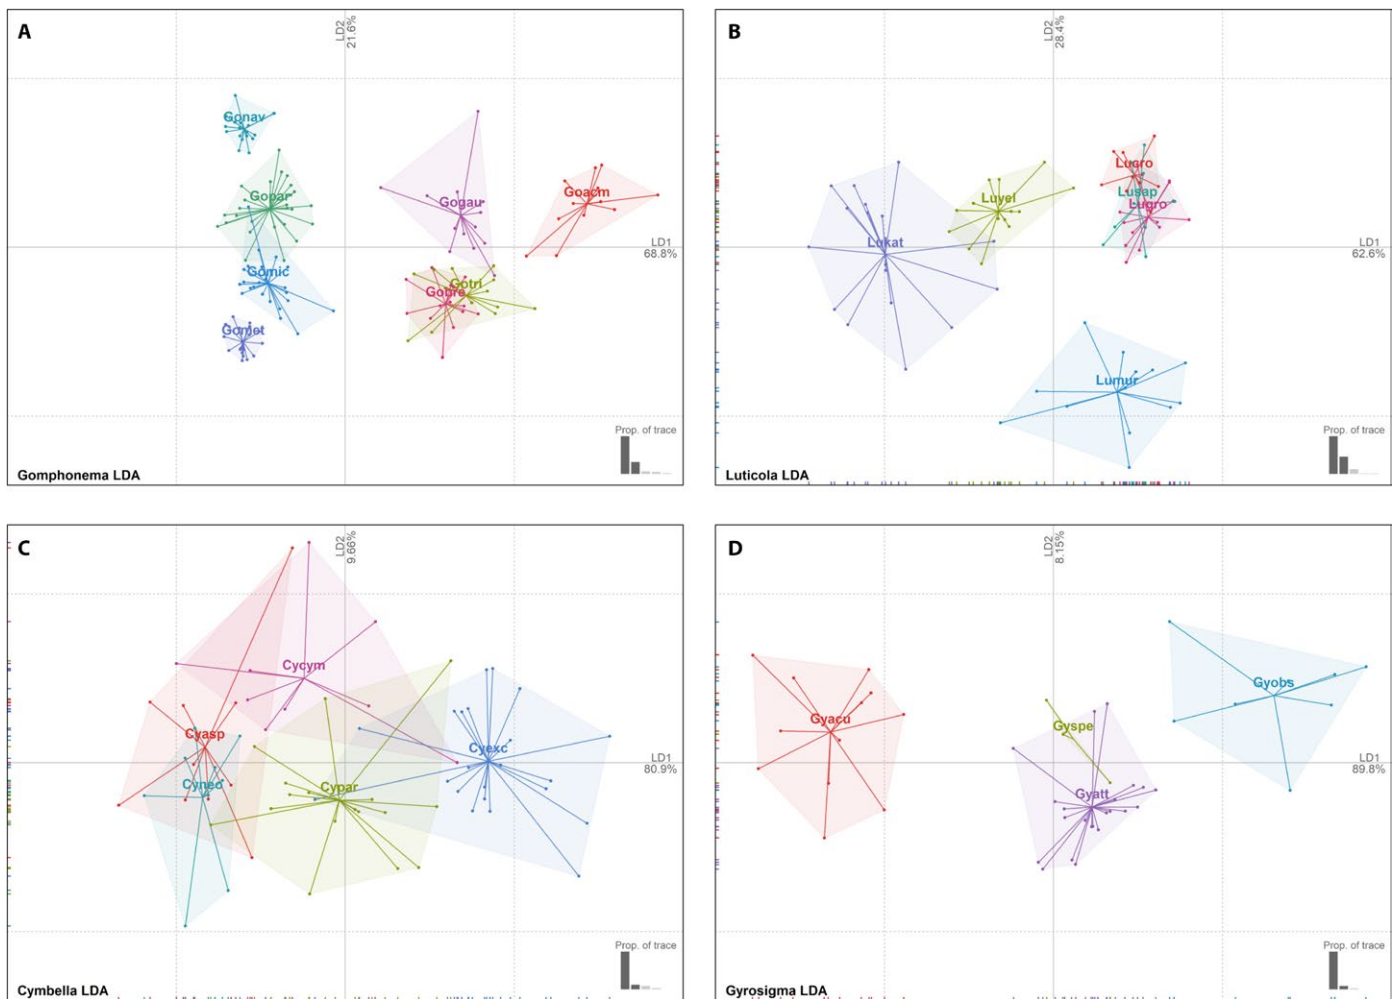 A
LD2
21.6%
Gonav
Gopar
Gomic
Gomet
Gogau
Goacm
Gotri
LD1
68.8%
Prop. of trace
Gomphonema LDA
B
LD2
28.4%
Lukat
Luyel
Lucro
Lusap
Lugro
Lumur
LD1
62.6%
Prop. of trace
Luticola LDA
C
LD2
9.66%
Cycym
Cyasp
Cyneo
Cypar
Cyexc
LD1
80.9%
Prop. of trace
Cymbella LDA
D
LD2
8.15%
Gyacu
Gyspe
Gyatt
Gyobs
LD1
89.8%
Prop. of trace
Gyrosigma LDA